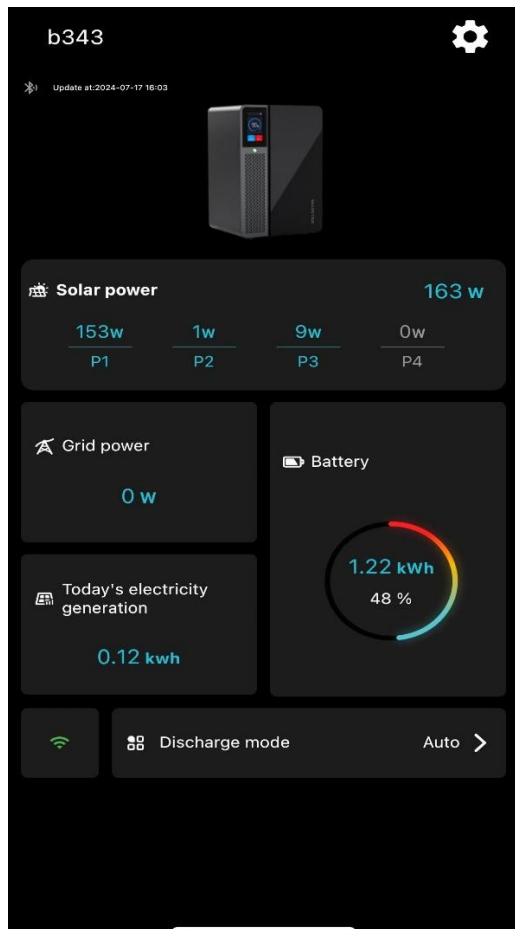 b343
Update at:2024-07-17 16:03
Solar power
163 w
153w 1w 9w 0w
P1 P2 P3 P4
Grid power
0 w
Battery
1.22 kWh
48 %
Today's electricity
generation
0.12 kwh
Discharge mode
Auto